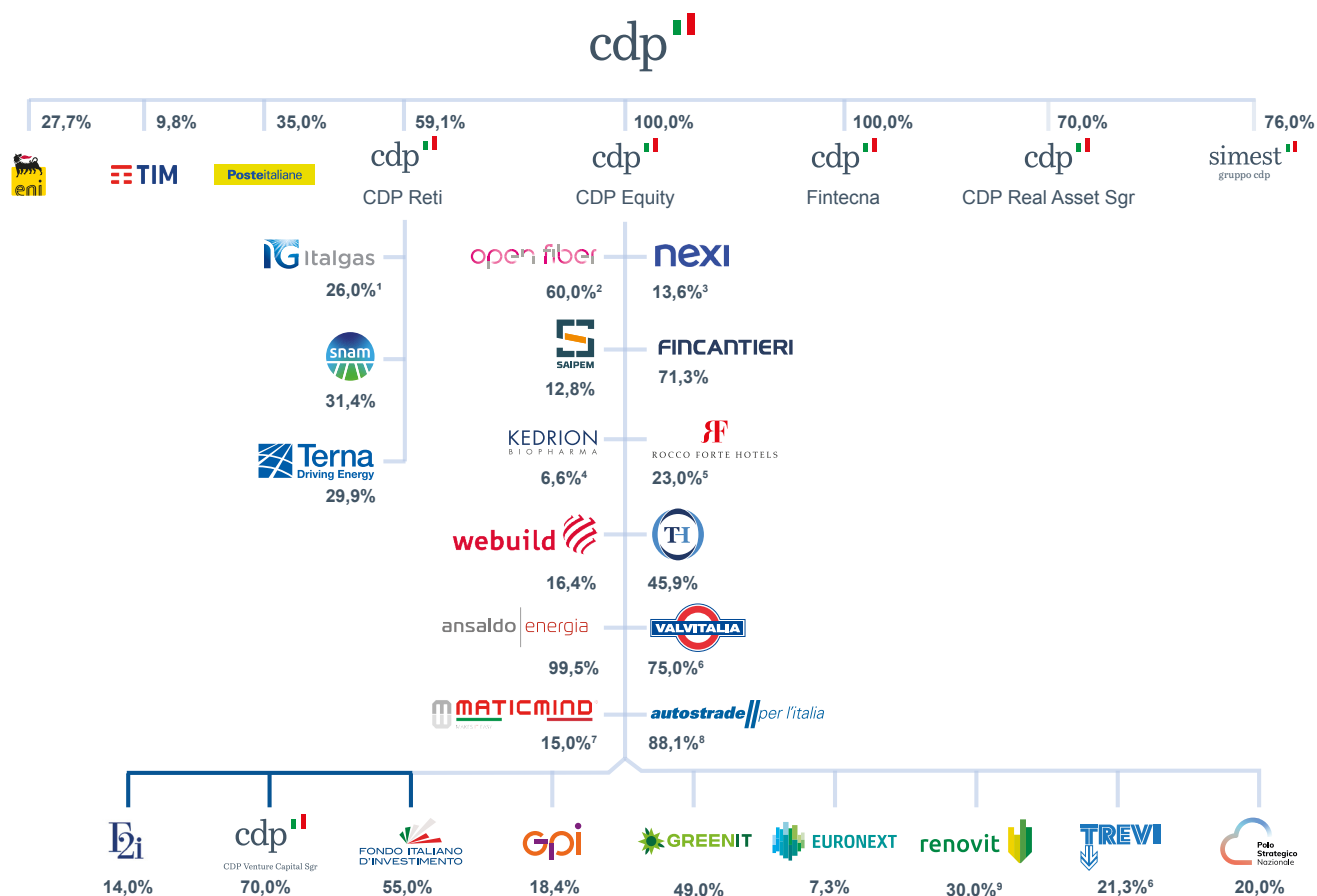 cdp
27,7%
9,8%
35,0%
59,1%
100,0%
100,0%
70,0%
76,0%
eni
TIM
Posteitaliane
cdp
cdp
cdp
cdp
simest
gruppo cdp
CDP Reti
CDP Equity
Fintecna
CDP Real Asset Sgr
IG Italgas
26,0%¹
snam
31,4%
Terna
Driving Energy
29,9%
open fiber
60,0%²
nexi
13,6%³
SAIPEM
12,8%
FINCANTIERI
71,3%
KEDRION
BIOPHARMA
6,6%⁴
RF
ROCCO FORTE HOTELS
23,0%⁵
webuild
16,4%
TH
45,9%
ansaldo energia
99,5%
VALVITALIA
75,0%⁶
MATICMIND
15,0%⁷
autostrade per l'italia
88,1%⁸
F2i
14,0%
cdp
CDP Venture Capital Sgr
70,0%
FONDO ITALIANO
D'INVESTIMENTO
55,0%
GPI
18,4%
GREENIT
49,0%
EURONEXT
7,3%
renovit
30,0%⁹
TREVI
21,3%⁶
Polo
Strategico
Nazionale
20,0%